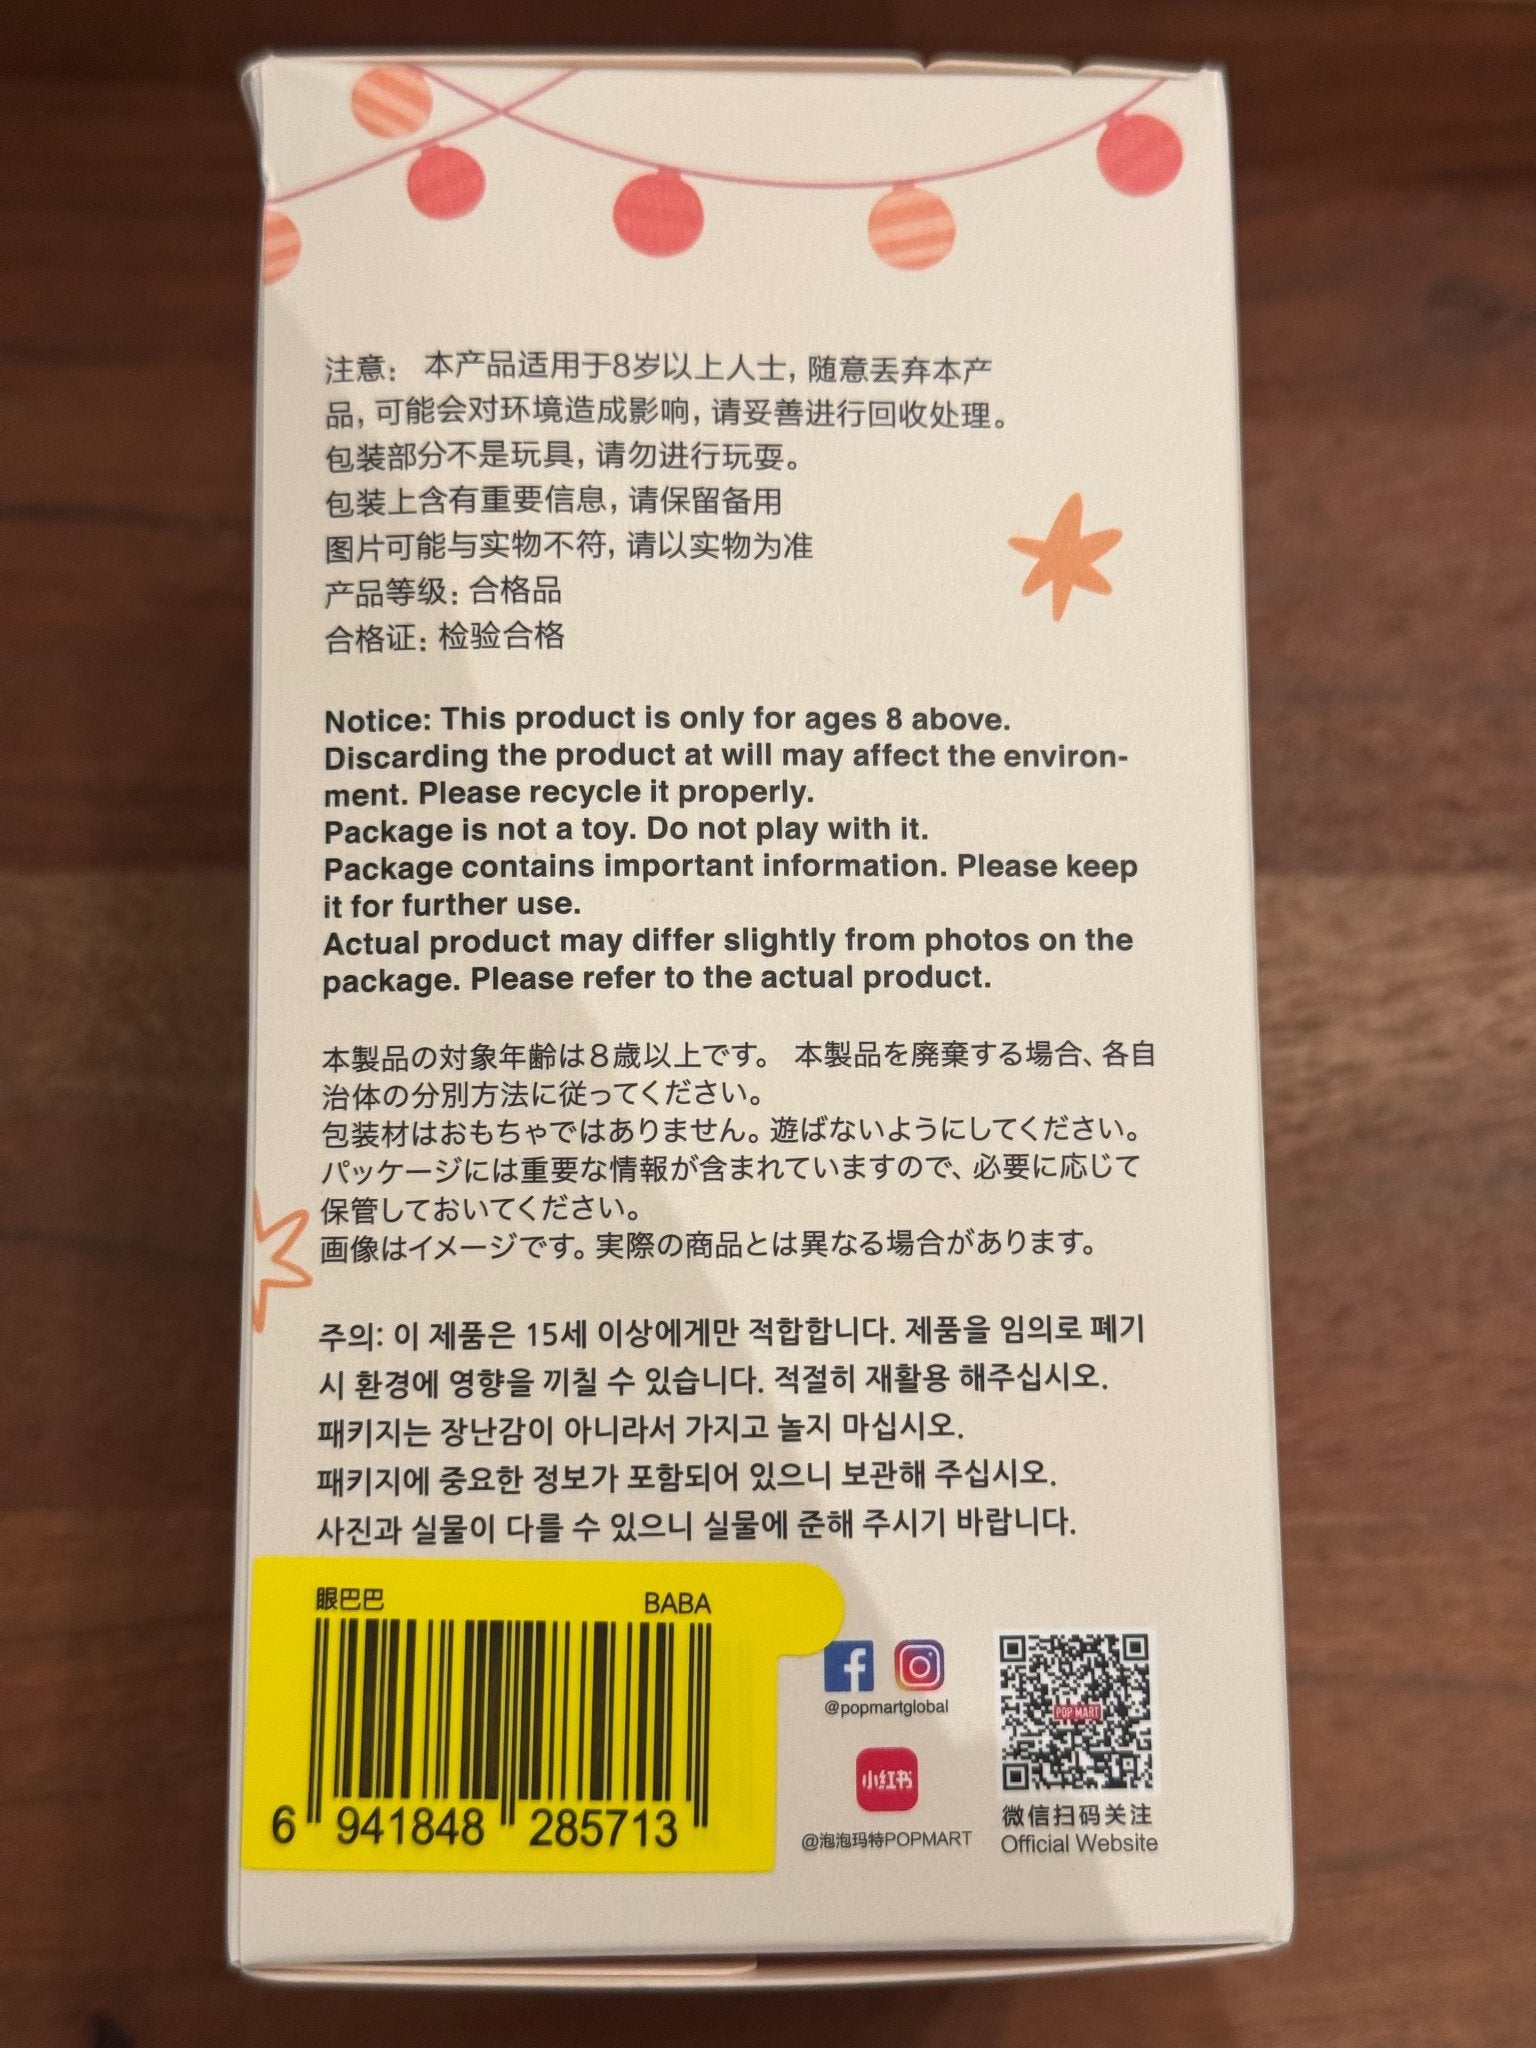 注意： 本产品适用于8岁以上人士，随意丢弃本产
品，可能会对环境造成影响，请妥善进行回收处理。
包装部分不是玩具，请勿进行玩耍。
包装上含有重要信息，请保留备用
图片可能与实物不符，请以实物为准
产品等级：合格品
合格证：检验合格
Notice: This product is only for ages 8 above.
Discarding the product at will may affect the environ-
ment. Please recycle it properly.
Package is not a toy. Do not play with it.
Package contains important information. Please keep
it for further use.
Actual product may differ slightly from photos on the
package. Please refer to the actual product.
本製品の対象年齢は８歳以上です。 本製品を廃棄する場合、各自
治体の分別方法に従ってください。
包装材はおもちゃではありません。遊ばないようにしてください。
パッケージには重要な情報が含まれていますので、必要に応じて
保管しておいてください。
画像はイメージです。実際の商品とは異なる場合があります。
주의: 이 제품은 15세 이상에게만 적합합니다. 제품을 임의로 폐기
시 환경에 영향을 끼칠 수 있습니다. 적절히 재활용 해주십시오.
패키지는 장난감이 아니라서 가지고 놀지 마십시오.
패키지에 중요한 정보가 포함되어 있으니 보관해 주십시오.
사진과 실물이 다를 수 있으니 실물에 준해 주시기 바랍니다.
眼巴巴 BABA
6 941848 285713
@popmartglobal
小红书
@泡泡玛特POPMART
POP MART
微信扫码关注
Official Website